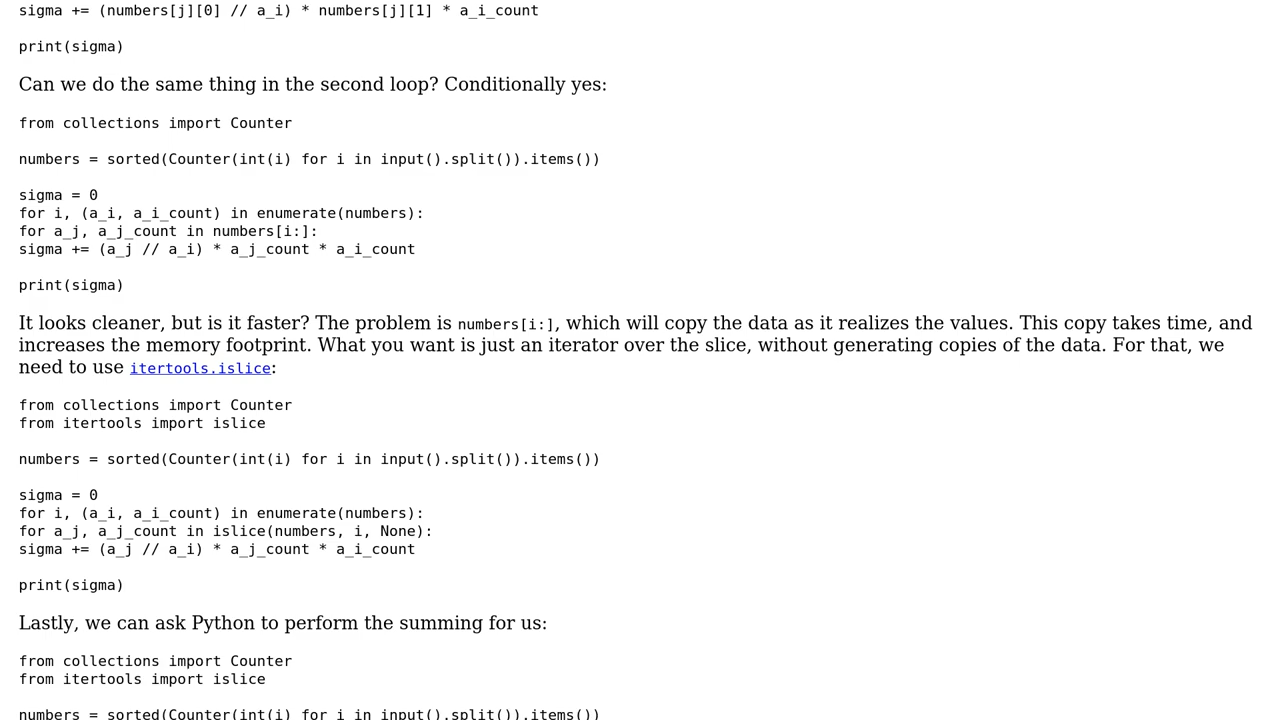 sigma += (numbers[j][0] // a_i) * numbers[j][1] * a_i_count
print(sigma)
Can we do the same thing in the second loop? Conditionally yes:
from collections import Counter
numbers = sorted(Counter(int(i) for i in input().split()).items())
sigma = 0
for i, (a_i, a_i_count) in enumerate(numbers):
for a_j, a_j_count in numbers[i:]:
sigma += (a_j // a_i) * a_j_count * a_i_count
print(sigma)
It looks cleaner, but is it faster? The problem is numbers[i:], which will copy the data as it realizes the values. This copy takes time, and
increases the memory footprint. What you want is just an iterator over the slice, without generating copies of the data. For that, we
need to use itertools.islice:
from collections import Counter
from itertools import islice
numbers = sorted(Counter(int(i) for i in input().split()).items())
sigma = 0
for i, (a_i, a_i_count) in enumerate(numbers):
for a_j, a_j_count in islice(numbers, i, None):
sigma += (a_j // a_i) * a_j_count * a_i_count
print(sigma)
Lastly, we can ask Python to perform the summing for us:
from collections import Counter
from itertools import islice
numbers = sorted(Counter(int(i) for i in input().split()).items())